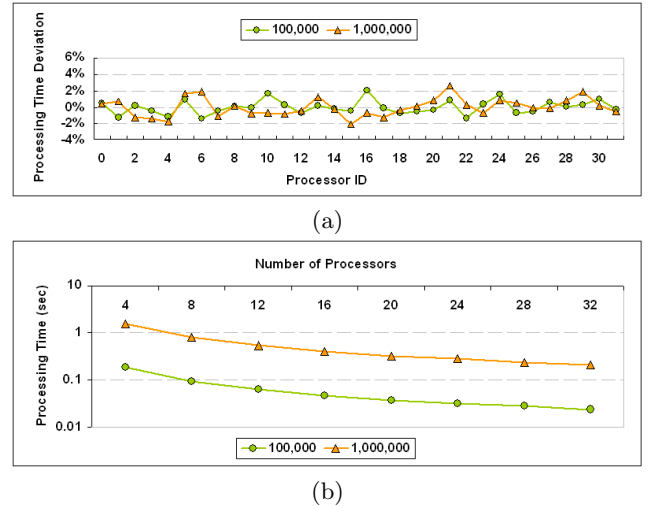 100,000 1,000,000
Processing Time Deviation
6%
4%
2%
0%
-2%
-4%
0 2 4 6 8 10 12 14 16 18 20 22 24 26 28 30
Processor ID
(a)
Number of Processors
Processing Time (sec)
10
4 8 12 16 20 24 28 32
1
0.1
0.01
100,000 1,000,000
(b)